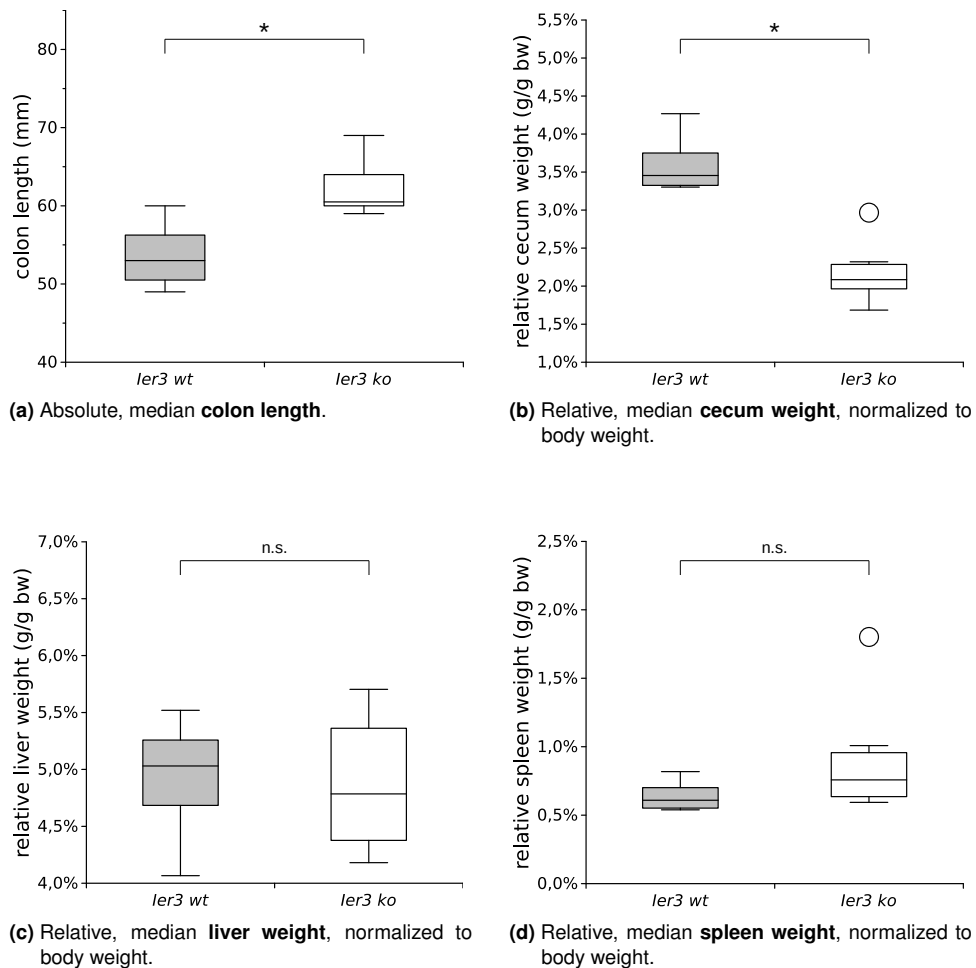 *
colon length (mm)
80
70
60
50
40
Ier3 wt Ier3 ko
(a) Absolute, median colon length.
*
relative cecum weight (g/g bw)
5,5%
5,0%
4,5%
4,0%
3,5%
3,0%
2,5%
2,0%
1,5%
1,0%
Ier3 wt Ier3 ko
(b) Relative, median cecum weight, normalized to
body weight.
n.s.
relative liver weight (g/g bw)
7,0%
6,5%
6,0%
5,5%
5,0%
4,5%
4,0%
Ier3 wt Ier3 ko
(c) Relative, median liver weight, normalized to
body weight.
n.s.
relative spleen weight (g/g bw)
2,5%
2,0%
1,5%
1,0%
0,5%
0,0%
Ier3 wt Ier3 ko
(d) Relative, median spleen weight, normalized to
body weight.